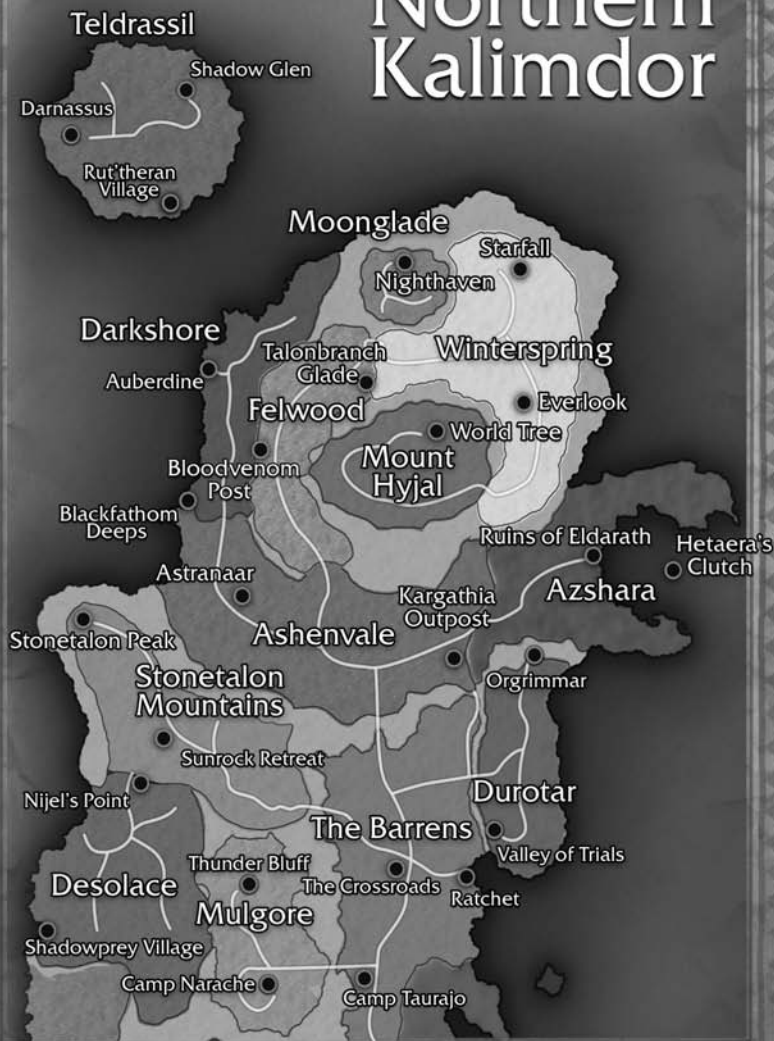 Northern
Kalimdor
Teldrassil
Shadow Glen
Darnassus
Rut'theran
Village
Moonglade
Starfall
Nighthaven
Darkshore
Talonbranch
Glade
Winterspring
Auberdine
Felwood
Everlook
World Tree
Mount
Hyjal
Bloodvenom
Post
Blackfathom
Deeps
Ruins of Eldarath
Hetaera's
Clutch
Astranaar
Kargathia
Outpost
Azshara
Stonetalon Peak
Ashenvale
Stonetalon
Mountains
Orgrimmar
Sunrock Retreat
Nijel's Point
Durotar
The Barrens
Valley of Trials
Thunder Bluff
Desolace
The Crossroads
Ratchet
Mulgore
Shadowprey Village
Camp Narache
Camp Taurajo